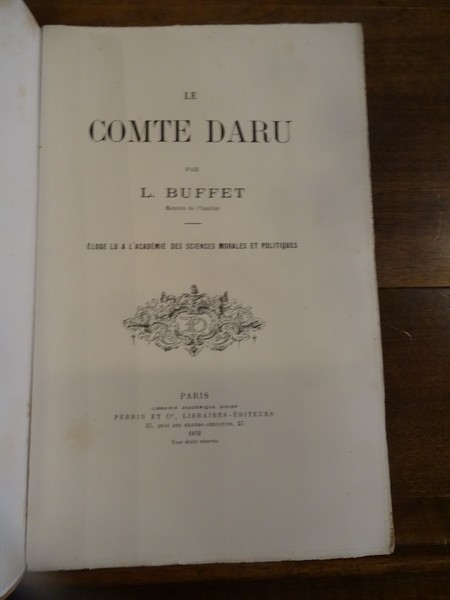 LE
COMTE DARU
PAR
L. BUFFET
Membre de l'Institut
ÉLOGE LU A L'ACADÉMIE DES SCIENCES MORALES ET POLITIQUES
PARIS
LIBRAIRIE ACADÉMIQUE DIDIER
PERRIN ET Cie, LIBRAIRES-ÉDITEURS
35, QUAI DES GRANDS-AUGUSTINS, 35
Tous droits réservés